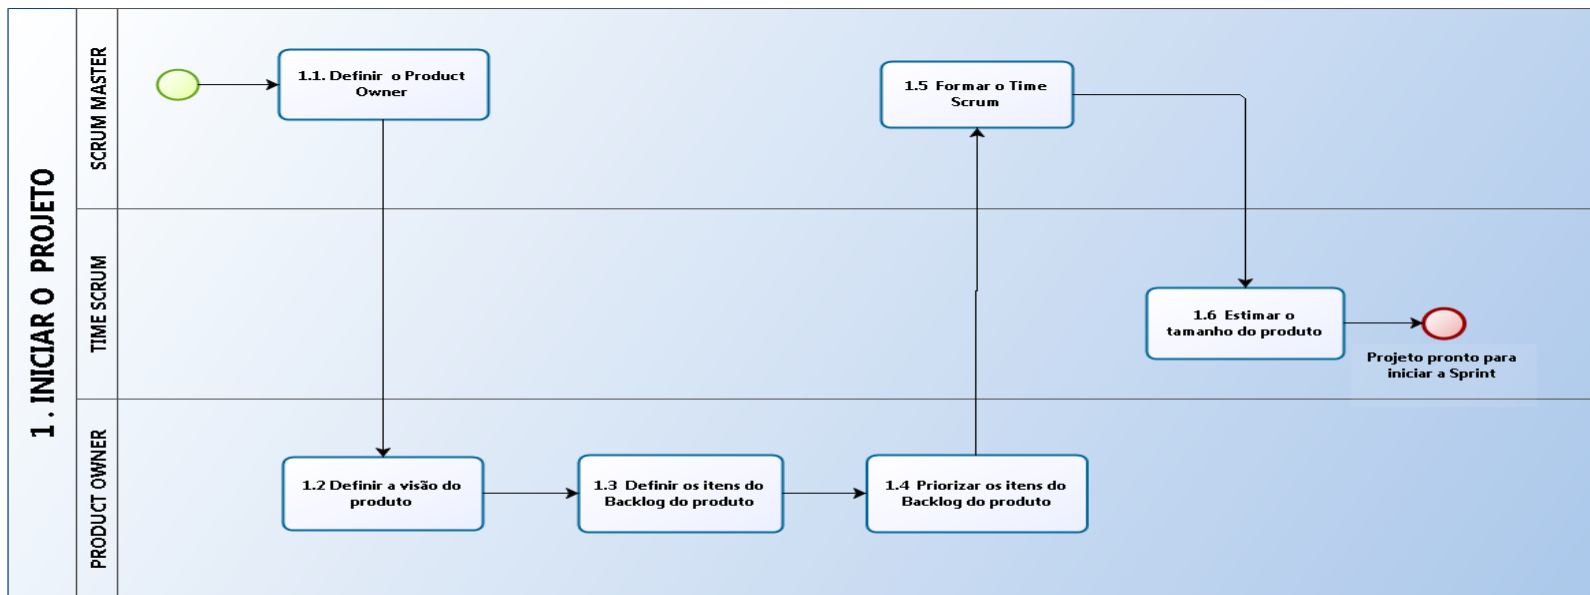 1 . INICIAR O PROJETO
SCRUM MASTER
1.1. Definir o Product
Owner
1.5 Formar o Time
Scrum
TIME SCRUM
1.6 Estimar o
tamanho do produto
Projeto pronto para
iniciar a Sprint
PRODUCT OWNER
1.2 Definir a visão do
produto
1.3 Definir os itens do
Backlog do produto
1.4 Priorizar os itens do
Backlog do produto